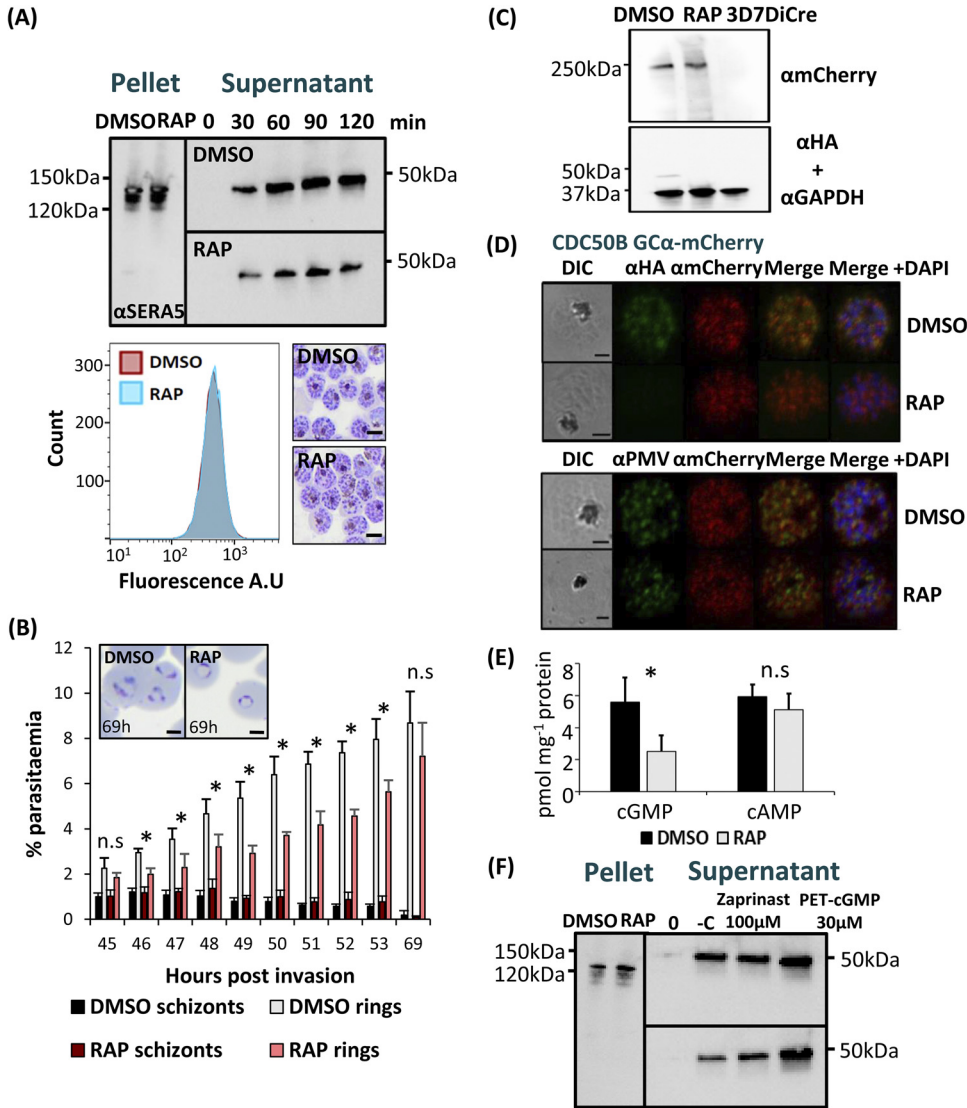 (A)
Pellet Supernatant
DMSO RAP 0 30 60 90 120 min
DMSO
150kDa
120kDa
50kDa
RAP
50kDa
αSERA5
DMSO
RAP
300
200
100
Count
10¹ 10² 10³
Fluorescence A.U
DMSO
RAP
(B)
12
10
8
6
4
2
0
% parasitaemia
DMSO RAP
69h 69h
n.s * * * * * * * * n.s
45 46 47 48 49 50 51 52 53 69
Hours post invasion
DMSO schizonts DMSO rings
RAP schizonts RAP rings
(C)
DMSO RAP 3D7DiCre
250kDa
αmCherry
50kDa
37kDa
αHA
+
αGAPDH
(D)
CDC50B GCα-mCherry
DIC αHA αmCherry Merge Merge +DAPI
DMSO
RAP
DIC αPMV αmCherry Merge Merge +DAPI
DMSO
RAP
(E)
8
6
4
2
0
pmol mg⁻¹ protein
* n.s
cGMP cAMP
DMSO RAP
(F)
Pellet Supernatant
Zaprinast PET-cGMP
DMSO RAP 0 -C 100μM 30μM
150kDa
120kDa
50kDa
50kDa